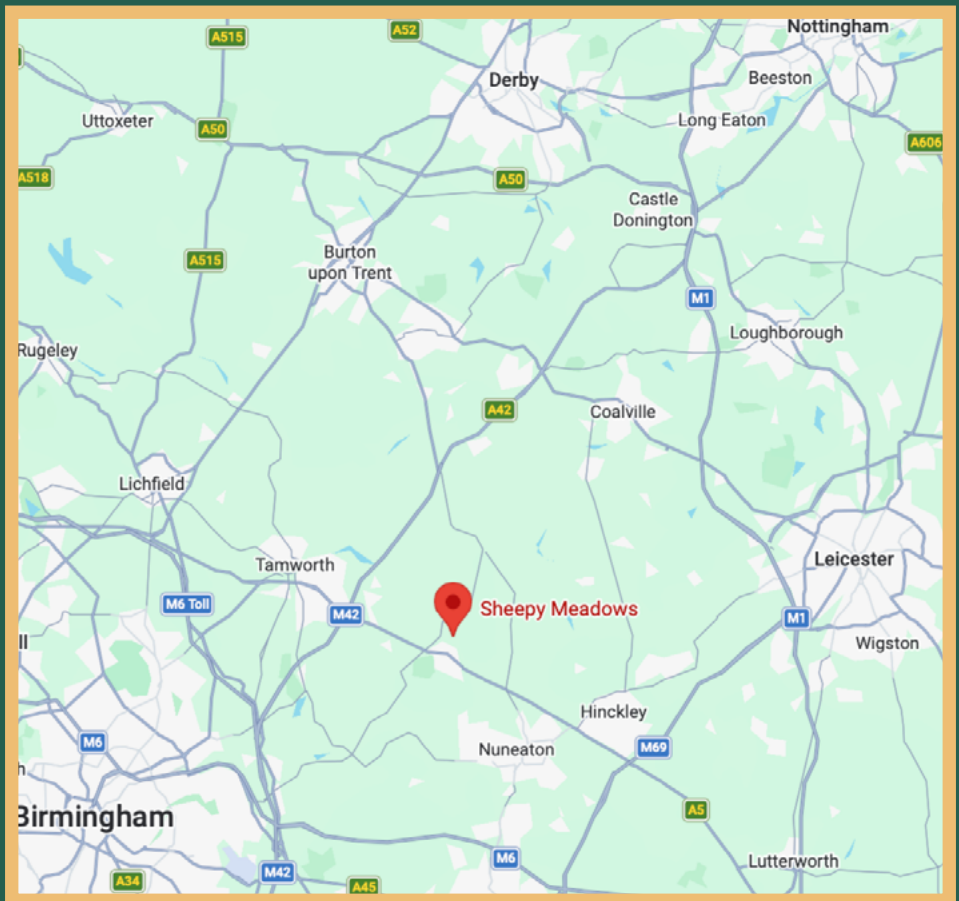 A515
A52
Nottingham
Derby
Beeston
Uttoxeter
A50
Long Eaton
A606
A518
A50
Castle
Donington
Burton
upon Trent
A515
M1
Loughborough
Rugeley
A42
Coalville
Lichfield
Leicester
Tamworth
M6 Toll
M42
Sheepy Meadows
M1
ll
Wigston
Hinckley
M6
Nuneaton
M69
h
Birmingham
A5
M6
Lutterworth
M42
A34
A45